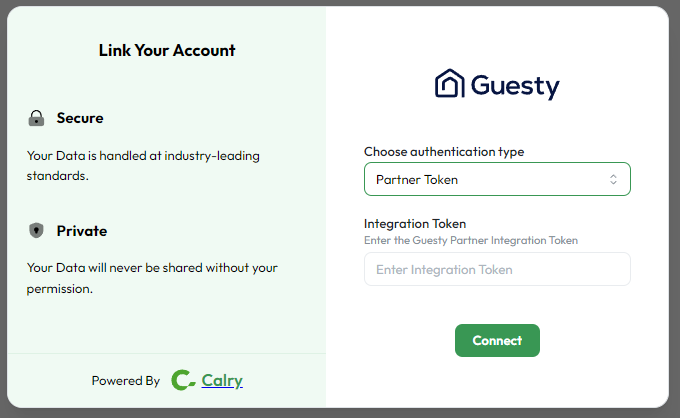 Link Your Account
Secure
Your Data is handled at industry-leading
standards.
Private
Your Data will never be shared without your
permission.
Powered By Calry
Guesty
Choose authentication type
Partner Token
Integration Token
Enter the Guesty Partner Integration Token
Enter Integration Token
Connect